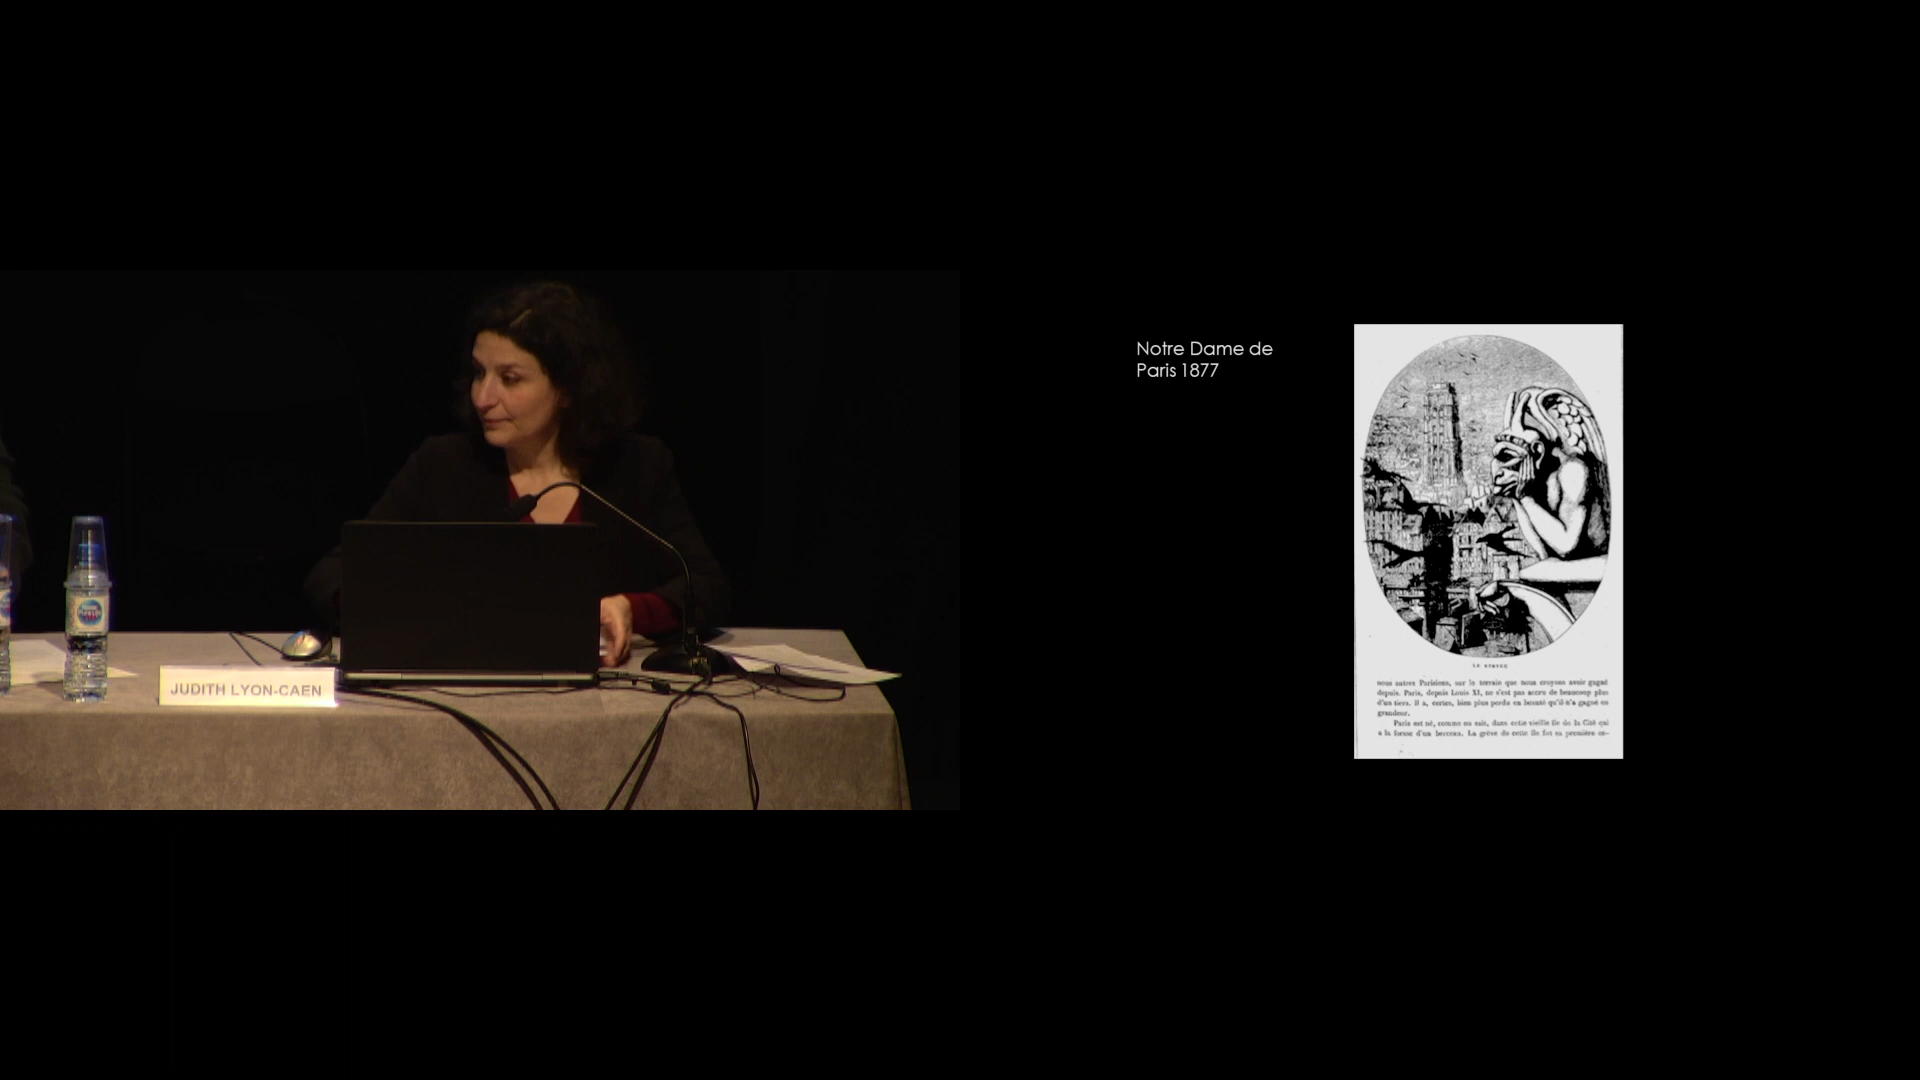 JUDITH LYON-CAEN
Notre Dame de
Paris 1877
LE STRYGE
nous autres Parisiens, sur le terrain que nous croyons avoir gagné
depuis. Paris, depuis Louis XI, ne s'est pas accru de beaucoup plus
d'un tiers. Il a, certes, bien plus perdu en beauté qu'il n'a gagné en
grandeur.
Paris est né, comme on sait, dans cette vieille île de la Cité qui
a la forme d'un berceau. La grève de cette île fut sa première en-